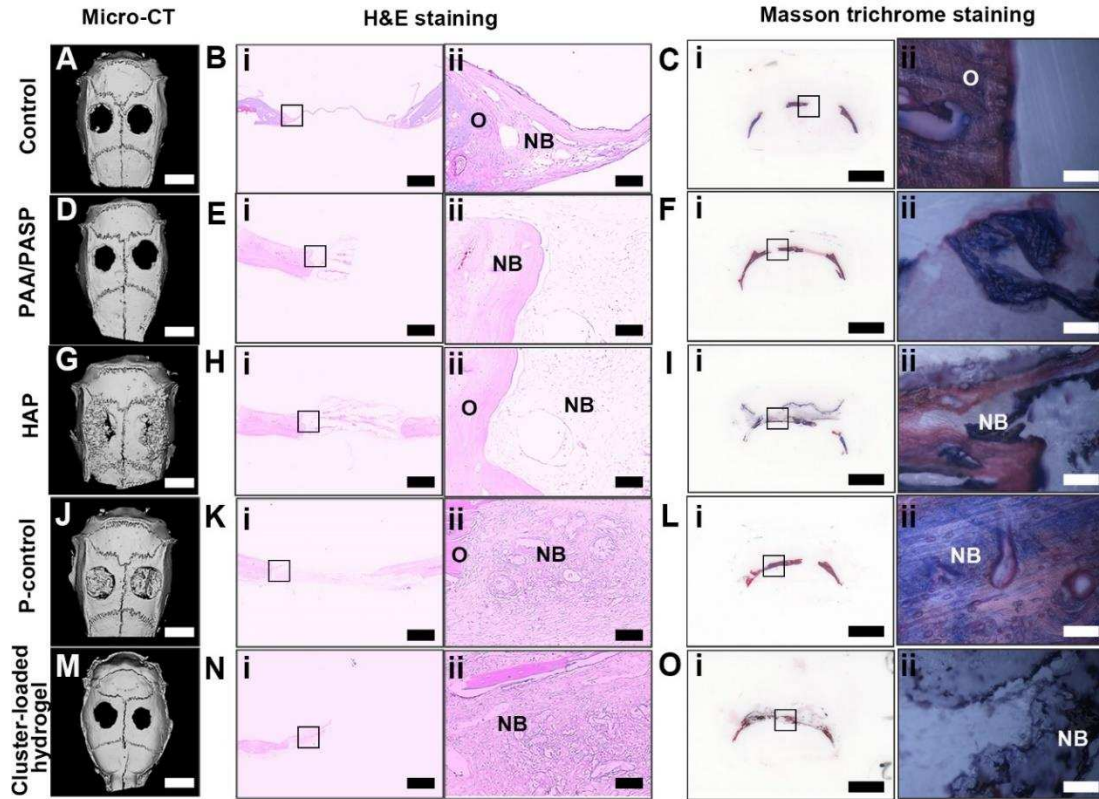 Micro-CT H&E staining Masson trichrome staining
Control
A
B i ii
O
NB
C i ii
O
PAA/PASP
D
E i ii
NB
F i ii
HAP
G
H i ii
O
NB
I i ii
NB
P-control
J
K i ii
O
NB
L i ii
NB
Cluster-loaded
hydrogel
M
N i ii
NB
O i ii
NB